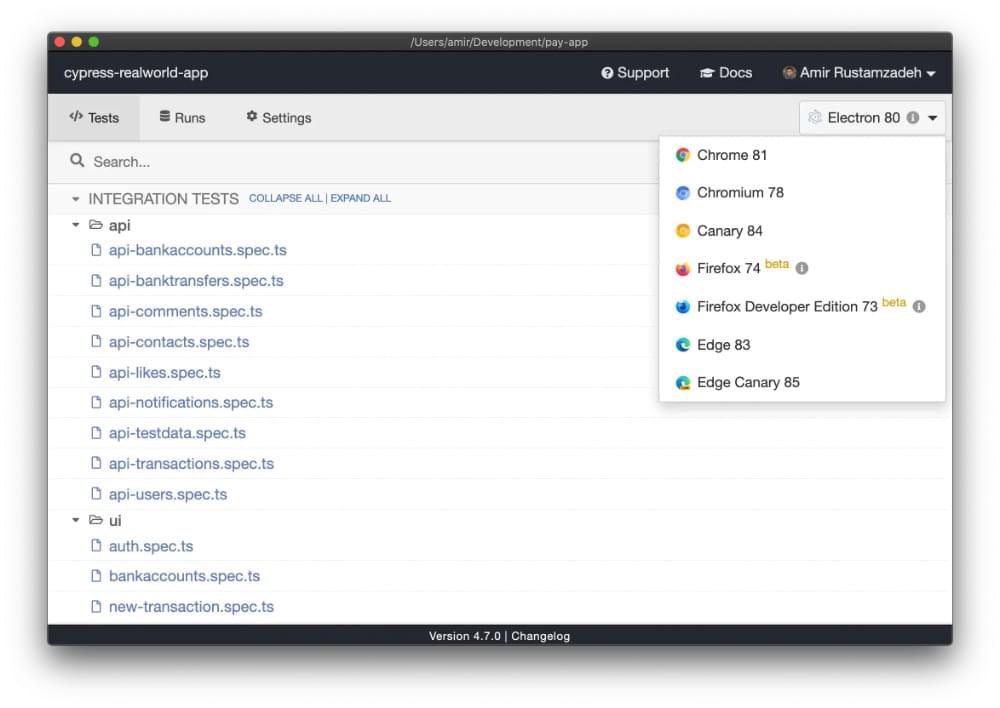 /Users/amir/Development/pay-app
cypress-realworld-app
Support
Docs
Amir Rustamzadeh
Tests
Runs
Settings
Electron 80
Search...
Chrome 81
Chromium 78
Canary 84
Firefox 74 beta
Firefox Developer Edition 73 beta
Edge 83
Edge Canary 85
INTEGRATION TESTS COLLAPSE ALL | EXPAND ALL
api
api-bankaccounts.spec.ts
api-banktransfers.spec.ts
api-comments.spec.ts
api-contacts.spec.ts
api-likes.spec.ts
api-notifications.spec.ts
api-testdata.spec.ts
api-transactions.spec.ts
api-users.spec.ts
ui
auth.spec.ts
bankaccounts.spec.ts
new-transaction.spec.ts
Version 4.7.0 | Changelog